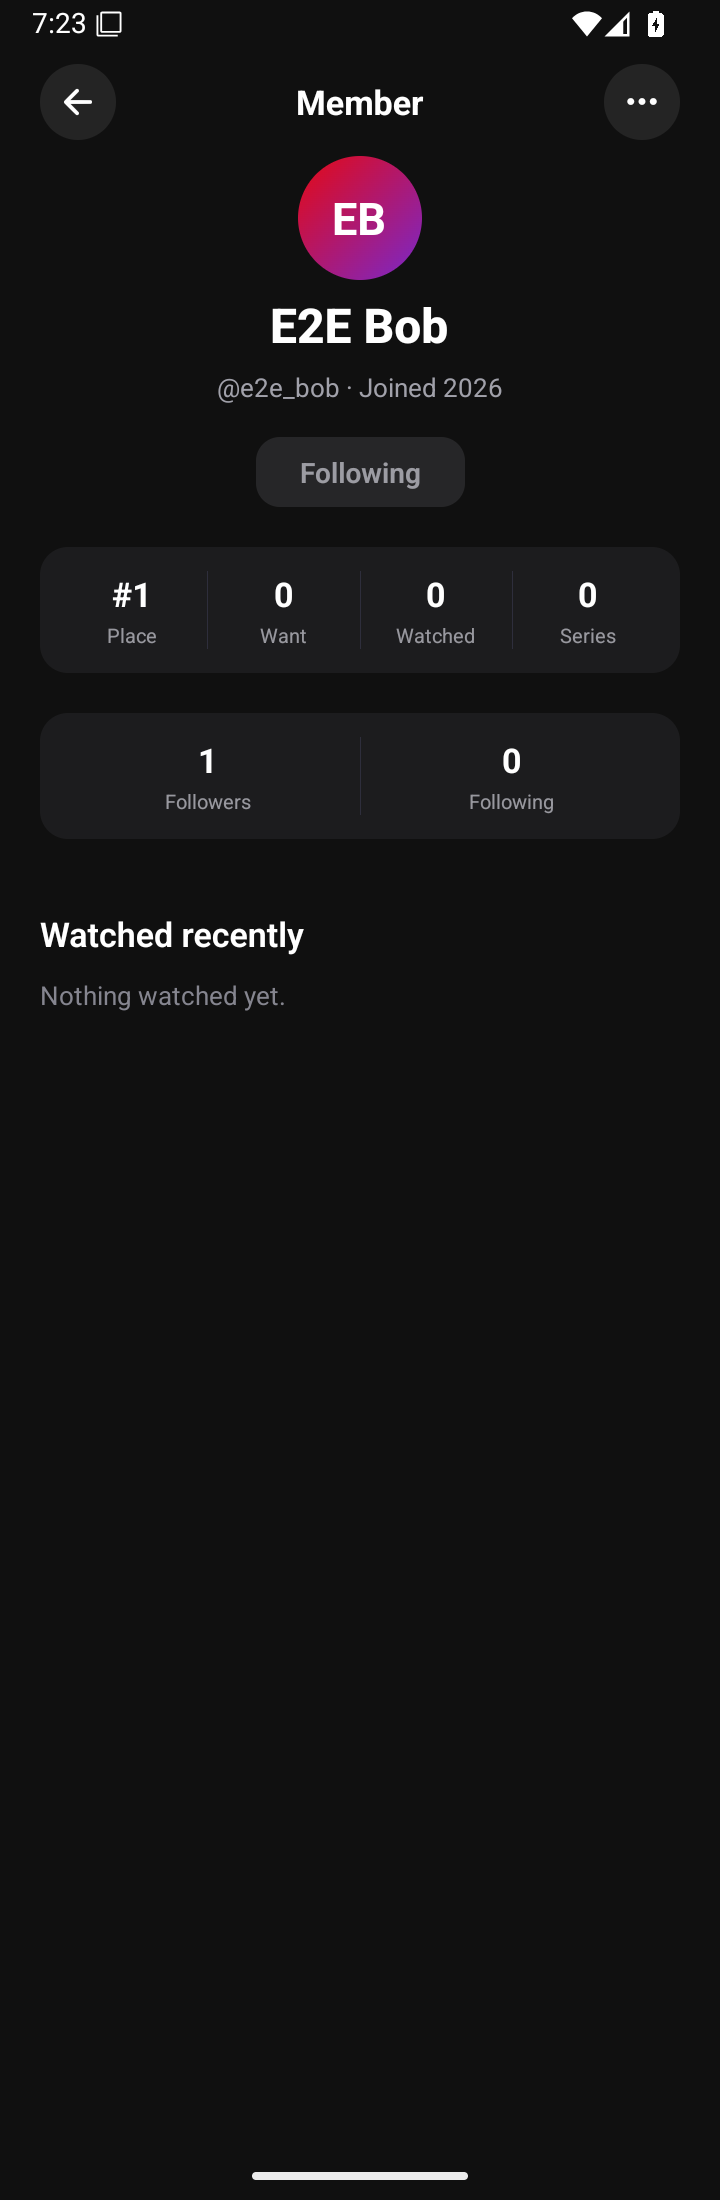 7:23
Member
EB
E2E Bob
@e2e_bob · Joined 2026
Following
#1 0 0 0
Place Want Watched Series
1 0
Followers Following
Watched recently
Nothing watched yet.